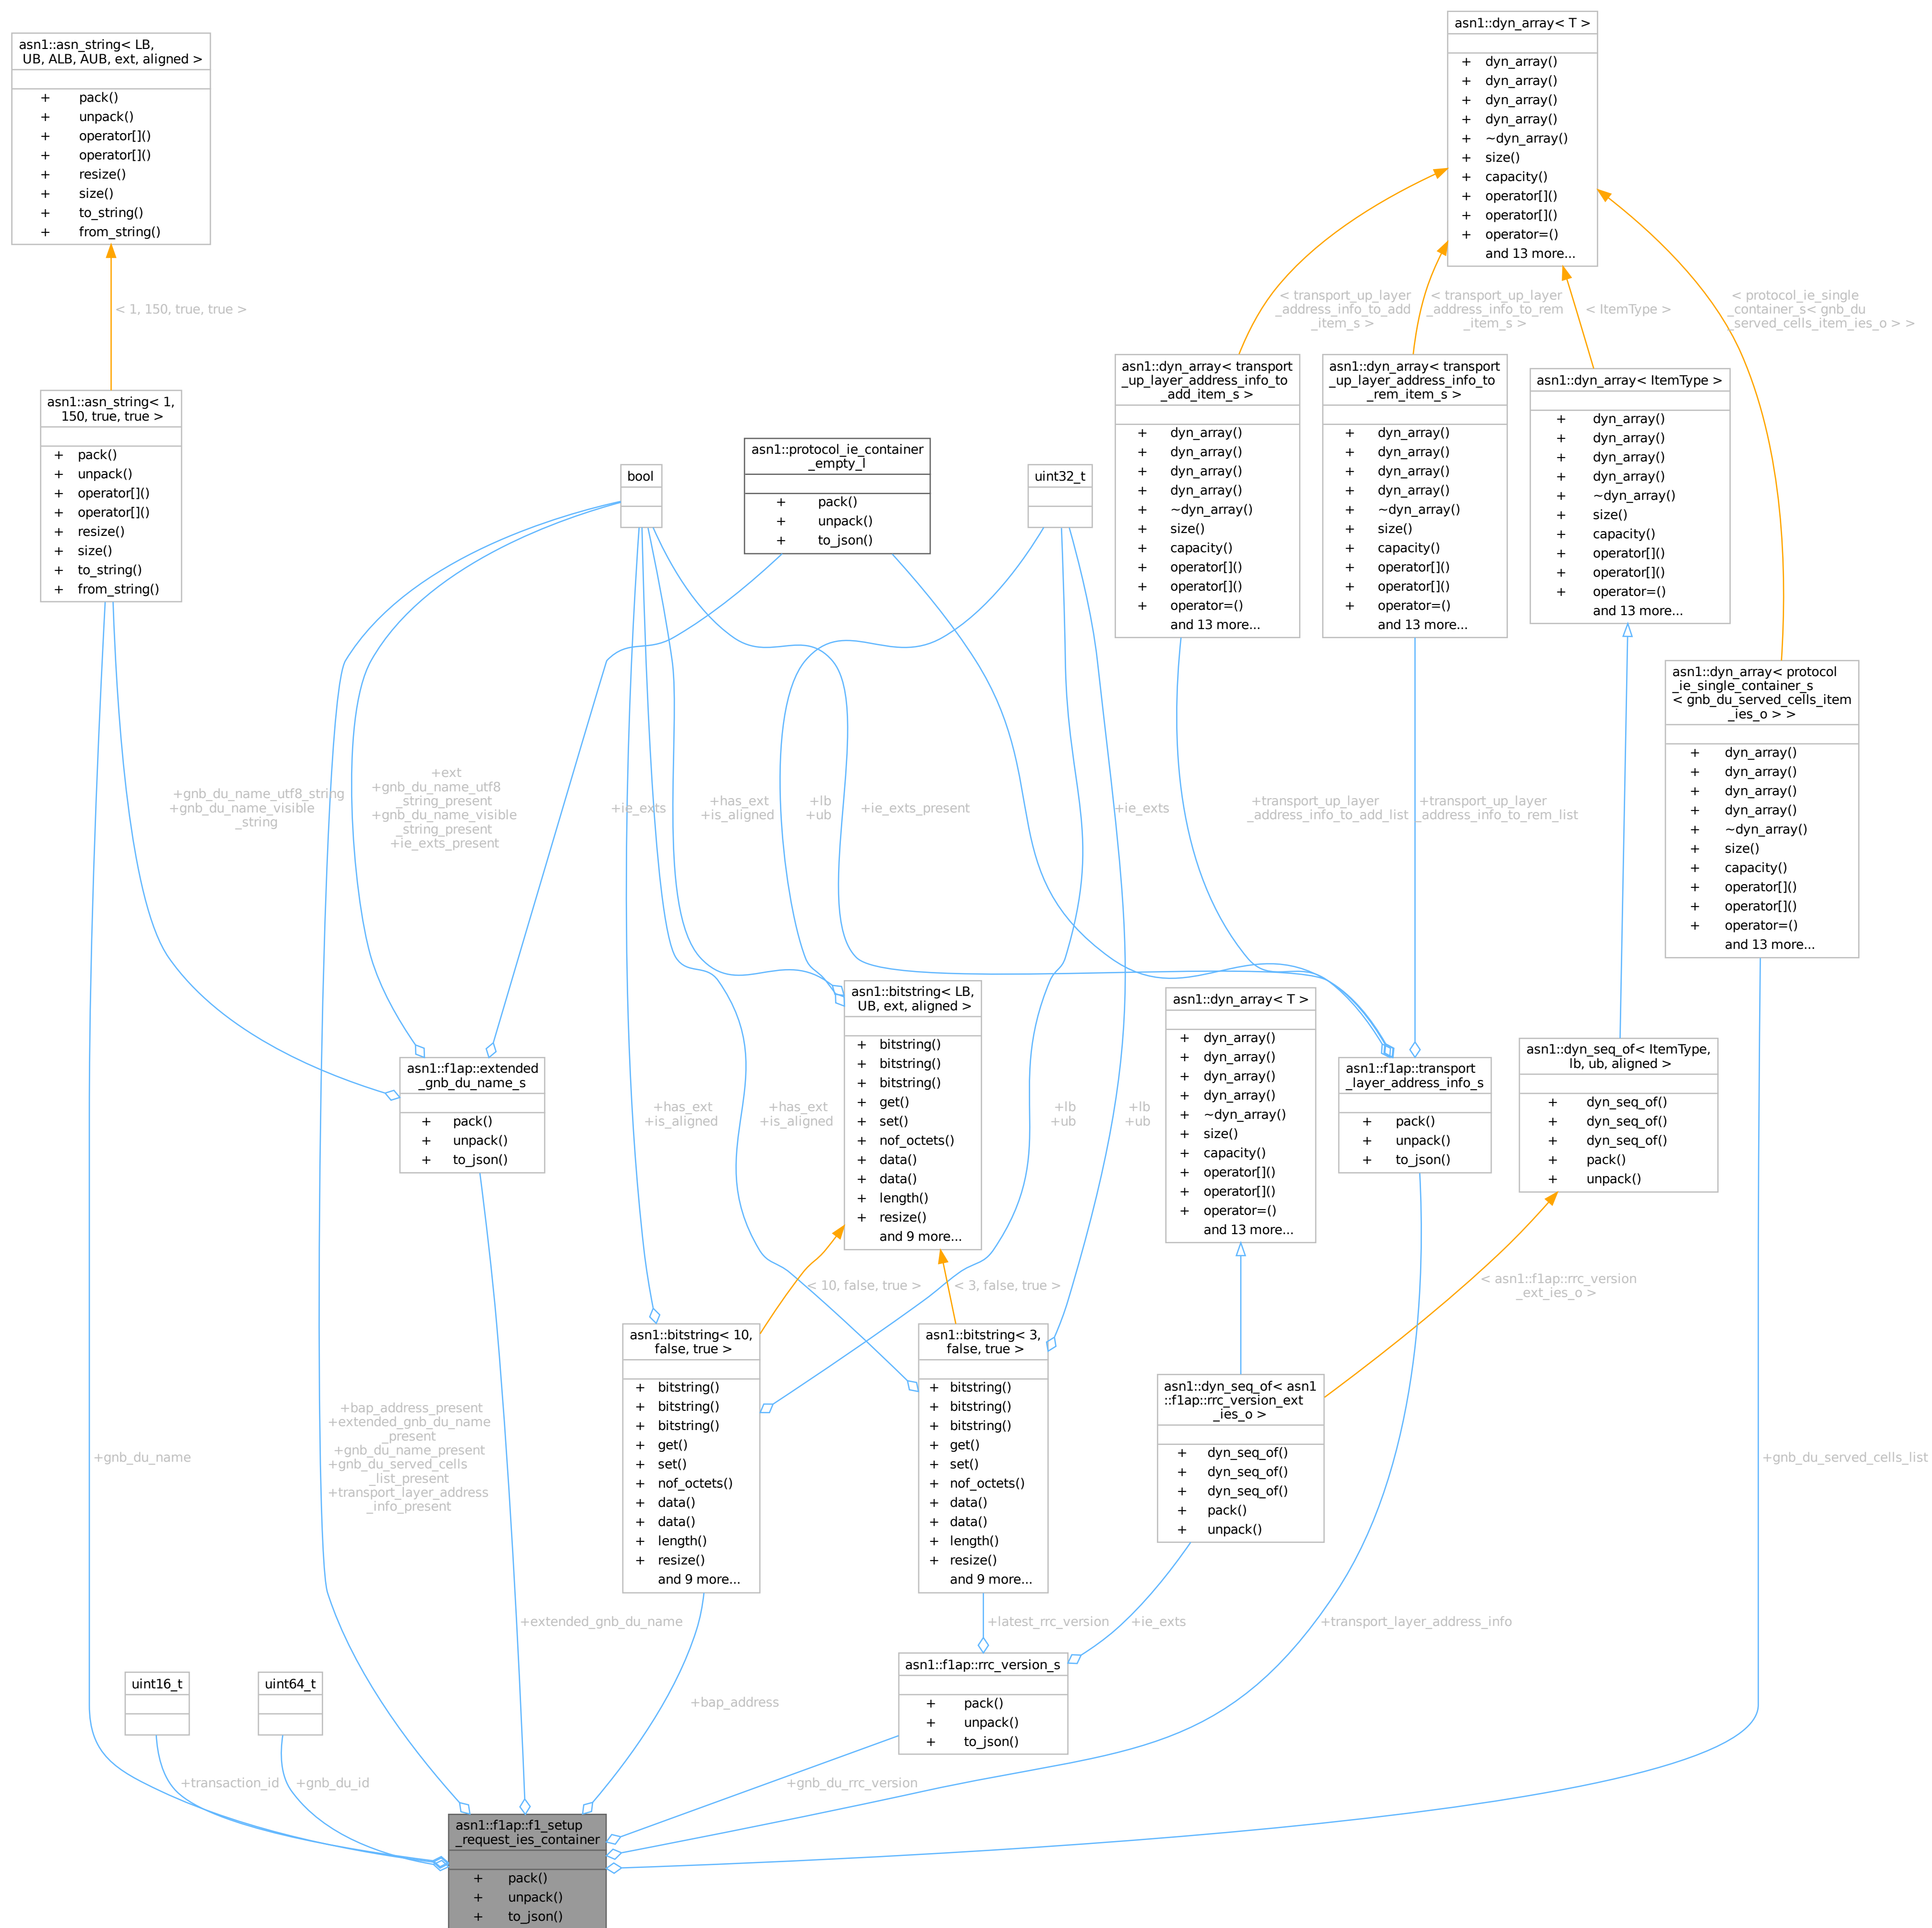 asn1::dyn_array< T >
+ dyn_array()
+ dyn_array()
+ dyn_array()
+ dyn_array()
+ ~dyn_array()
+ size()
+ capacity()
+ operator[]()
+ operator[]()
+ operator=()
and 13 more...
asn1::asn_string< LB,
UB, ALB, AUB, ext, aligned >
+ pack()
+ unpack()
+ operator[]()
+ operator[]()
+ resize()
+ size()
+ to_string()
+ from_string()
< 1, 150, true, true >
< transport_up_layer
_address_info_to_add
_item_s >
< transport_up_layer
_address_info_to_rem
_item_s >
< ItemType >
< protocol_ie_single
_container_s< gnb_du
_served_cells_item_ies_o > >
asn1::asn_string< 1,
150, true, true >
+ pack()
+ unpack()
+ operator[]()
+ operator[]()
+ resize()
+ size()
+ to_string()
+ from_string()
bool
asn1::protocol_ie_container
_empty_l
+ pack()
+ unpack()
+ to_json()
uint32_t
asn1::dyn_array< transport
_up_layer_address_info_to
_add_item_s >
+ dyn_array()
+ dyn_array()
+ dyn_array()
+ dyn_array()
+ ~dyn_array()
+ size()
+ capacity()
+ operator[]()
+ operator[]()
+ operator=()
and 13 more...
asn1::dyn_array< transport
_up_layer_address_info_to
_rem_item_s >
+ dyn_array()
+ dyn_array()
+ dyn_array()
+ dyn_array()
+ ~dyn_array()
+ size()
+ capacity()
+ operator[]()
+ operator[]()
+ operator=()
and 13 more...
asn1::dyn_array< ItemType >
+ dyn_array()
+ dyn_array()
+ dyn_array()
+ dyn_array()
+ ~dyn_array()
+ size()
+ capacity()
+ operator[]()
+ operator[]()
+ operator=()
and 13 more...
asn1::dyn_array< protocol
_ie_single_container_s
< gnb_du_served_cells_item
_ies_o > >
+ dyn_array()
+ dyn_array()
+ dyn_array()
+ dyn_array()
+ ~dyn_array()
+ size()
+ capacity()
+ operator[]()
+ operator[]()
+ operator=()
and 13 more...
+gnb_du_name_utf8_string
+gnb_du_name_visible
_string
+ext
+gnb_du_name_utf8
_string_present
+gnb_du_name_visible
_string_present
+ie_exts_present
+ie_exts
+has_ext
+is_aligned
+lb
+ub
+ie_exts_present
+ie_exts
+transport_up_layer
_address_info_to_add_list
+transport_up_layer
_address_info_to_rem_list
asn1::f1ap::extended
_gnb_du_name_s
+ pack()
+ unpack()
+ to_json()
+has_ext
+is_aligned
+has_ext
+is_aligned
asn1::bitstring< LB,
UB, ext, aligned >
+ bitstring()
+ bitstring()
+ bitstring()
+ get()
+ set()
+ nof_octets()
+ data()
+ data()
+ length()
+ resize()
and 9 more...
+lb
+ub
+lb
+ub
asn1::dyn_array< T >
+ dyn_array()
+ dyn_array()
+ dyn_array()
+ dyn_array()
+ ~dyn_array()
+ size()
+ capacity()
+ operator[]()
+ operator[]()
+ operator=()
and 13 more...
asn1::f1ap::transport
_layer_address_info_s
+ pack()
+ unpack()
+ to_json()
asn1::dyn_seq_of< ItemType,
lb, ub, aligned >
+ dyn_seq_of()
+ dyn_seq_of()
+ dyn_seq_of()
+ pack()
+ unpack()
< 10, false, true >
< 3, false, true >
< asn1::f1ap::rrc_version
_ext_ies_o >
asn1::bitstring< 10,
false, true >
+ bitstring()
+ bitstring()
+ bitstring()
+ get()
+ set()
+ nof_octets()
+ data()
+ data()
+ length()
+ resize()
and 9 more...
asn1::bitstring< 3,
false, true >
+ bitstring()
+ bitstring()
+ bitstring()
+ get()
+ set()
+ nof_octets()
+ data()
+ data()
+ length()
+ resize()
and 9 more...
asn1::dyn_seq_of< asn1
::f1ap::rrc_version_ext
_ies_o >
+ dyn_seq_of()
+ dyn_seq_of()
+ dyn_seq_of()
+ pack()
+ unpack()
+gnb_du_name
+bap_address_present
+extended_gnb_du_name
_present
+gnb_du_name_present
+gnb_du_served_cells
_list_present
+transport_layer_address
_info_present
+gnb_du_served_cells_list
+extended_gnb_du_name
+latest_rrc_version
+ie_exts
+transport_layer_address_info
uint16_t
uint64_t
+bap_address
asn1::f1ap::rrc_version_s
+ pack()
+ unpack()
+ to_json()
+transaction_id
+gnb_du_id
+gnb_du_rrc_version
asn1::f1ap::f1_setup
_request_ies_container
+ pack()
+ unpack()
+ to_json()